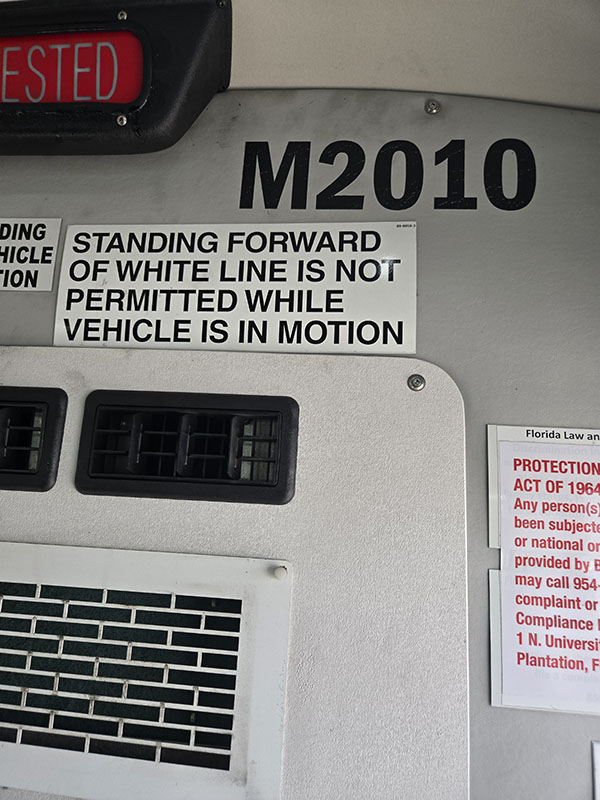 ESTED
M2010
DING
HICLE
ION
STANDING FORWARD
OF WHITE LINE IS NOT
PERMITTED WHILE
VEHICLE IS IN MOTION
Florida Law an
PROTECTION
ACT OF 1964
Any person(s)
been subjecte
or national or
provided by B
may call 954-
complaint or
Compliance
1 N. Universi
Plantation, F